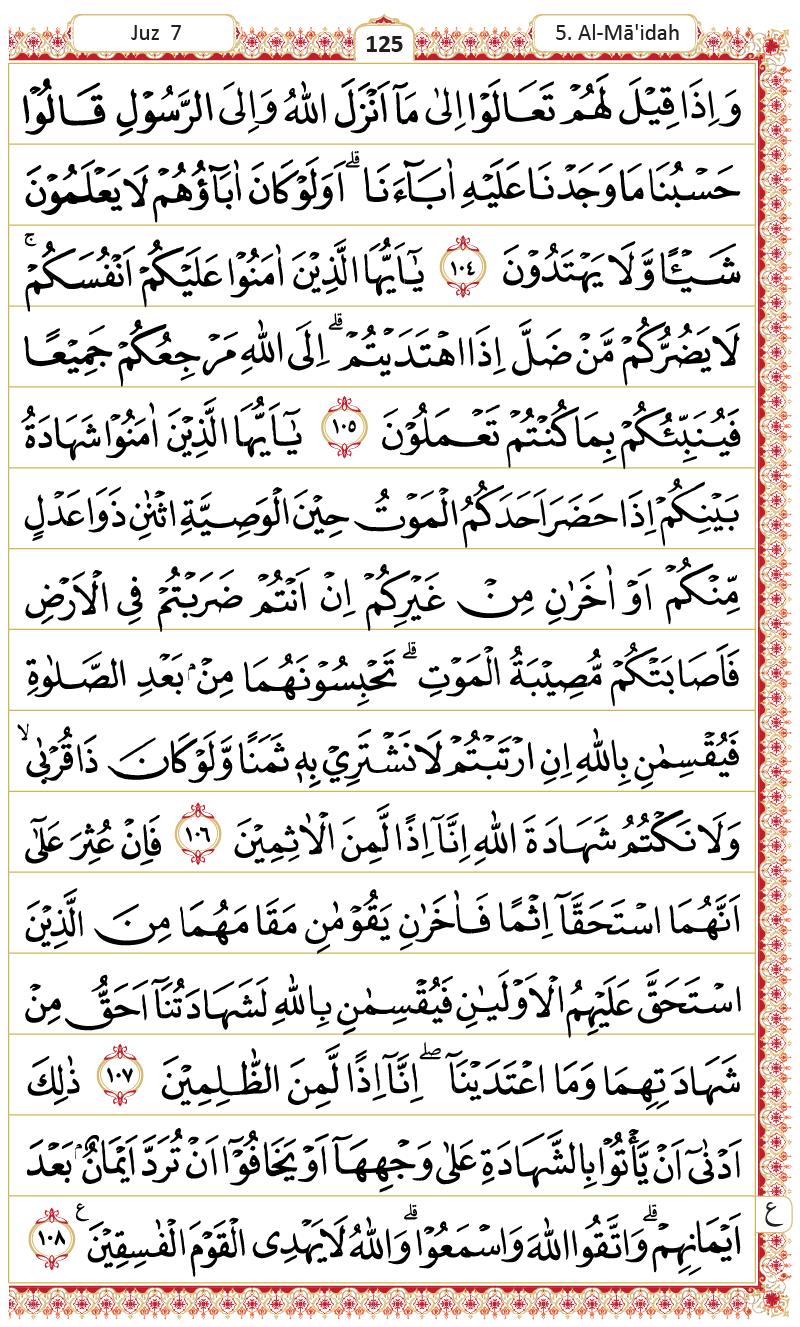 Juz 7
125
5. Al-Mā'idah
وَاِذَا قِيْلَ لَهُمْ تَعَالَوْا اِلٰى مَآ اَنْزَلَ اللّٰهُ وَاِلَى الرَّسُوْلِ قَالُوْا
حَسْبُنَا مَا وَجَدْنَا عَلَيْهِ اٰبَآءَنَا ۗ اَوَلَوْ كَانَ اٰبَآؤُهُمْ لَا يَعْلَمُوْنَ
شَيْـًٔا وَّلَا يَهْتَدُوْنَ ١٠٤ يٰٓاَيُّهَا الَّذِيْنَ اٰمَنُوْا عَلَيْكُمْ اَنْفُسَكُمْ ۚ
لَا يَضُرُّكُمْ مَّنْ ضَلَّ اِذَا اهْتَدَيْتُمْ ۗ اِلَى اللّٰهِ مَرْجِعُكُمْ جَمِيْعًا
فَيُنَبِّئُكُمْ بِمَا كُنْتُمْ تَعْمَلُوْنَ ١٠٥ يٰٓاَيُّهَا الَّذِيْنَ اٰمَنُوْا شَهَادَةُ
بَيْنِكُمْ اِذَا حَضَرَ اَحَدَكُمُ الْمَوْتُ حِيْنَ الْوَصِيَّةِ اثْنٰنِ ذَوَا عَدْلٍ
مِّنْكُمْ اَوْ اٰخَرٰنِ مِنْ غَيْرِكُمْ اِنْ اَنْتُمْ ضَرَبْتُمْ فِى الْاَرْضِ
فَاَصَابَتْكُمْ مُّصِيْبَةُ الْمَوْتِ ۗ تَحْبِسُوْنَهُمَا مِنْۢ بَعْدِ الصَّلٰوةِ
فَيُقْسِمٰنِ بِاللّٰهِ اِنِ ارْتَبْتُمْ لَا نَشْتَرِيْ بِهٖ ثَمَنًا وَّلَوْ كَانَ ذَا قُرْبٰى ۙ
وَلَا نَكْتُمُ شَهَادَةَ اللّٰهِ اِنَّآ اِذًا لَّمِنَ الْاٰثِمِيْنَ ١٠٦ فَاِنْ عُثِرَ عَلٰٓى
اَنَّهُمَا اسْتَحَقَّآ اِثْمًا فَاٰخَرٰنِ يَقُوْمٰنِ مَقَامَهُمَا مِنَ الَّذِيْنَ
اسْتَحَقَّ عَلَيْهِمُ الْاَوْلَيٰنِ فَيُقْسِمٰنِ بِاللّٰهِ لَشَهَادَتُنَآ اَحَقُّ مِنْ
شَهَادَتِهِمَا وَمَا اعْتَدَيْنَآ ۖ اِنَّآ اِذًا لَّمِنَ الظّٰلِمِيْنَ ١٠٧ ذٰلِكَ
اَدْنٰٓى اَنْ يَّأْتُوْا بِالشَّهَادَةِ عَلٰى وَجْهِهَآ اَوْ يَخَافُوْٓا اَنْ تُرَدَّ اَيْمَانٌۢ بَعْدَ
اَيْمَانِهِمْ ۗ وَاتَّقُوا اللّٰهَ وَاسْمَعُوْا ۗ وَاللّٰهُ لَا يَهْدِى الْقَوْمَ الْفٰسِقِيْنَ ع ١٠٨
ع